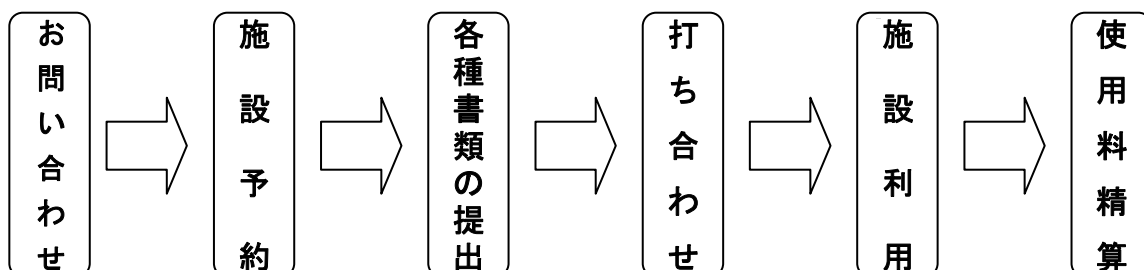 お問い合わせ
施設予約
各種書類の提出
打ち合わせ
施設利用
使用料精算